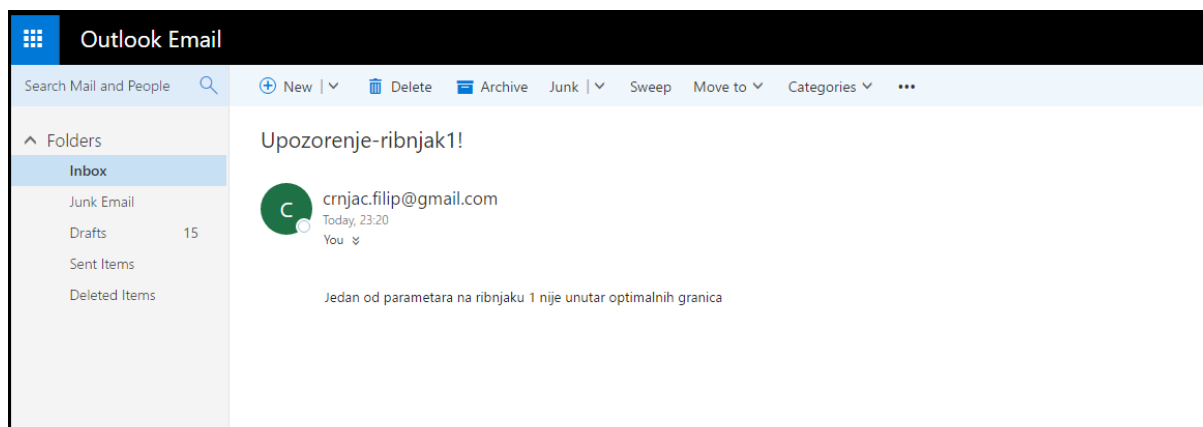 Outlook Email
Search Mail and People
New Delete Archive Junk Sweep Move to Categories •••
Folders
Upozorenje-ribnjak1!
Inbox
Junk Email
Drafts 15
Sent Items
Deleted Items
C
crnjac.filip@gmail.com
Today, 23:20
You
Jedan od parametara na ribnjaku 1 nije unutar optimalnih granica